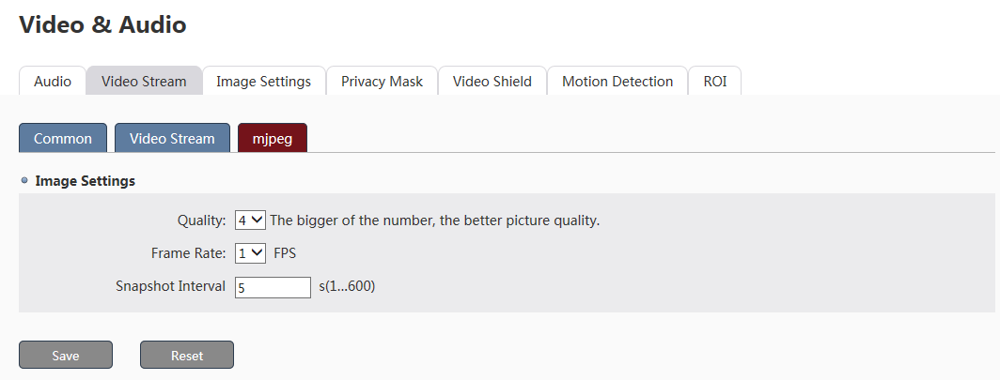 Video & Audio
Audio Video Stream Image Settings Privacy Mask Video Shield Motion Detection ROI
Common Video Stream mjpeg
Image Settings
Quality: 4 The bigger of the number, the better picture quality.
Frame Rate: 1 FPS
Snapshot Interval 5 s(1...600)
Save Reset